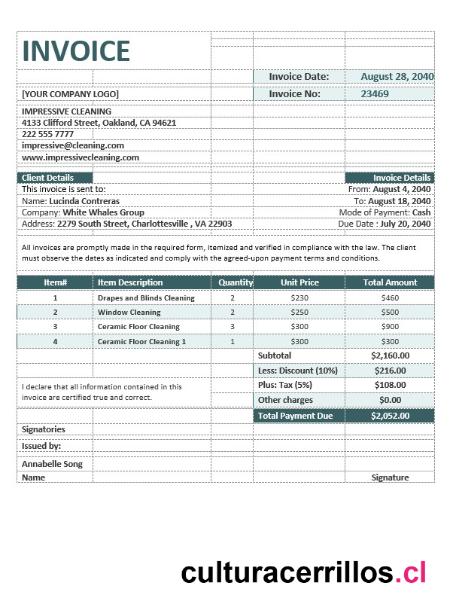 INVOICE
Invoice Date: August 28, 2040
[YOUR COMPANY LOGO] Invoice No: 23469
IMPRESSIVE CLEANING
4133 Clifford Street, Oakland, CA 94621
222 555 7777
impressive@cleaning.com
www.impressivecleaning.com
Client Details Invoice Details
This invoice is sent to: From: August 4, 2040
Name: Lucinda Contreras To: August 18, 2040
Company: White Whales Group Mode of Payment: Cash
Address: 2279 South Street, Charlottesville , VA 22903 Due Date : July 20, 2040
All invoices are promptly made in the required form, itemized and verified in compliance with the law. The client
must observe the dates as indicated and comply with the agreed-upon payment terms and conditions.
Item# Item Description Quantity Unit Price Total Amount
1 Drapes and Blinds Cleaning 2 $230 $460
2 Window Cleaning 2 $250 $500
3 Ceramic Floor Cleaning 3 $300 $900
4 Ceramic Floor Cleaning 1 1 $300 $300
Subtotal $2,160.00
Less: Discount (10%) $216.00
I declare that all information contained in this
invoice are certified true and correct.
Plus: Tax (5%) $108.00
Other charges $0.00
Total Payment Due $2,052.00
Signatories
Issued by:
Annabelle Song
Name Signature
culturacerrillos.cl